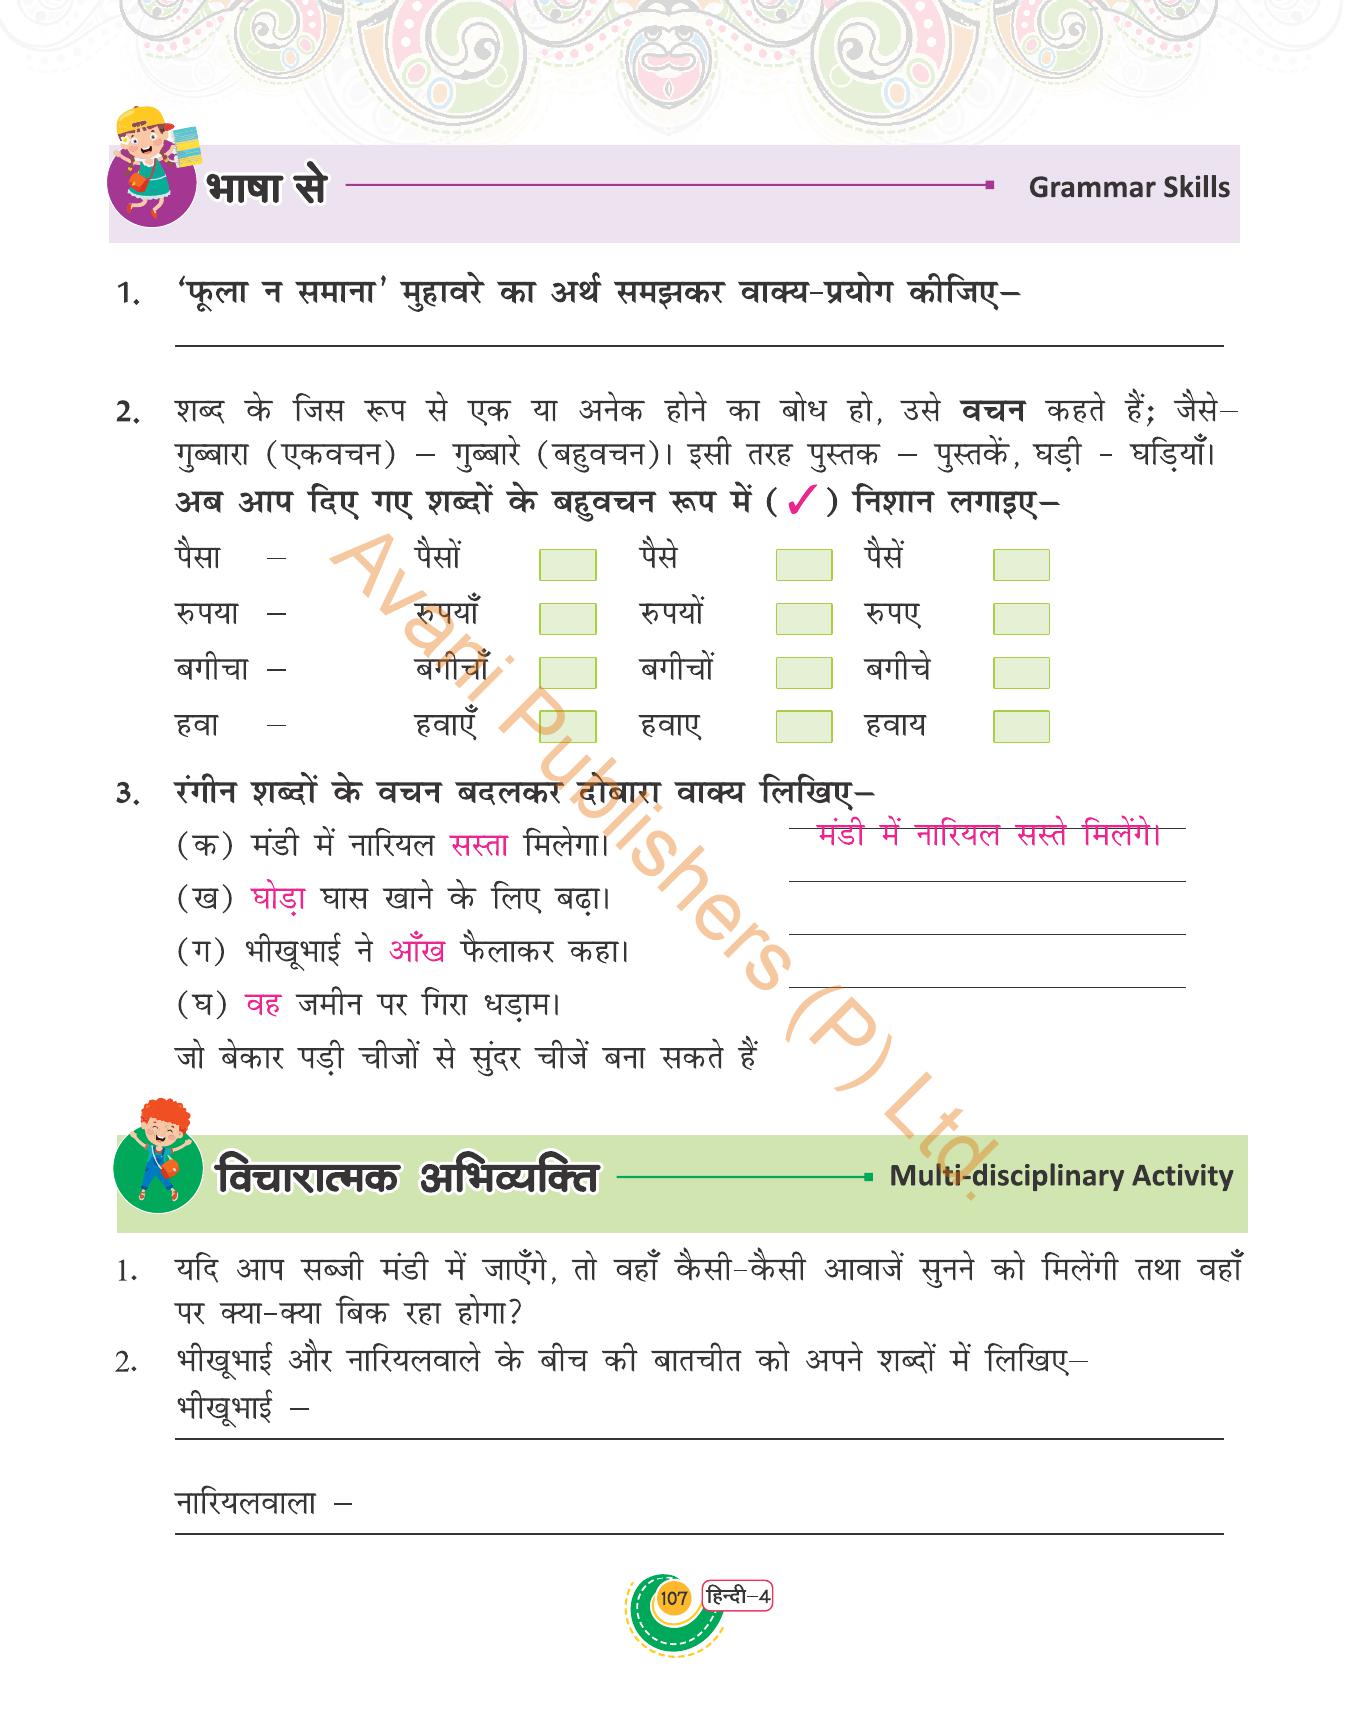 भाषा से Grammar Skills
1. ‘फूला न समाना’ मुहावरे का अर्थ समझकर वाक्य-प्रयोग कीजिए–
2. शब्द के जिस रूप से एक या अनेक होने का बोध हो, उसे वचन कहते हैं; जैसे–
गुब्बारा (एकवचन) – गुब्बारे (बहुवचन)। इसी तरह पुस्तक – पुस्तकें, घड़ी - घड़ियाँ।
अब आप दिए गए शब्दों के बहुवचन रूप में (✓) निशान लगाइए–
पैसा – पैसों पैसे पैसें
रुपया – रुपयाँ रुपयों रुपए
बगीचा – बगीचाँ बगीचों बगीचे
हवा – हवाएँ हवाए हवाय
3. रंगीन शब्दों के वचन बदलकर दोबारा वाक्य लिखिए–
(क) मंडी में नारियल सस्ता मिलेगा। मंडी में नारियल सस्ते मिलेंगे।
(ख) घोड़ा घास खाने के लिए बढ़ा।
(ग) भीखूभाई ने आँख फैलाकर कहा।
(घ) वह जमीन पर गिरा धड़ाम।
जो बेकार पड़ी चीजों से सुंदर चीजें बना सकते हैं
Avani Publishers (P) Ltd.
विचारात्मक अभिव्यक्ति Multi-disciplinary Activity
1. यदि आप सब्जी मंडी में जाएँगे, तो वहाँ कैसी-कैसी आवाजें सुनने को मिलेंगी तथा वहाँ
पर क्या-क्या बिक रहा होगा?
2. भीखूभाई और नारियलवाले के बीच की बातचीत को अपने शब्दों में लिखिए–
भीखूभाई –
नारियलवाला –
107 हिन्दी–4